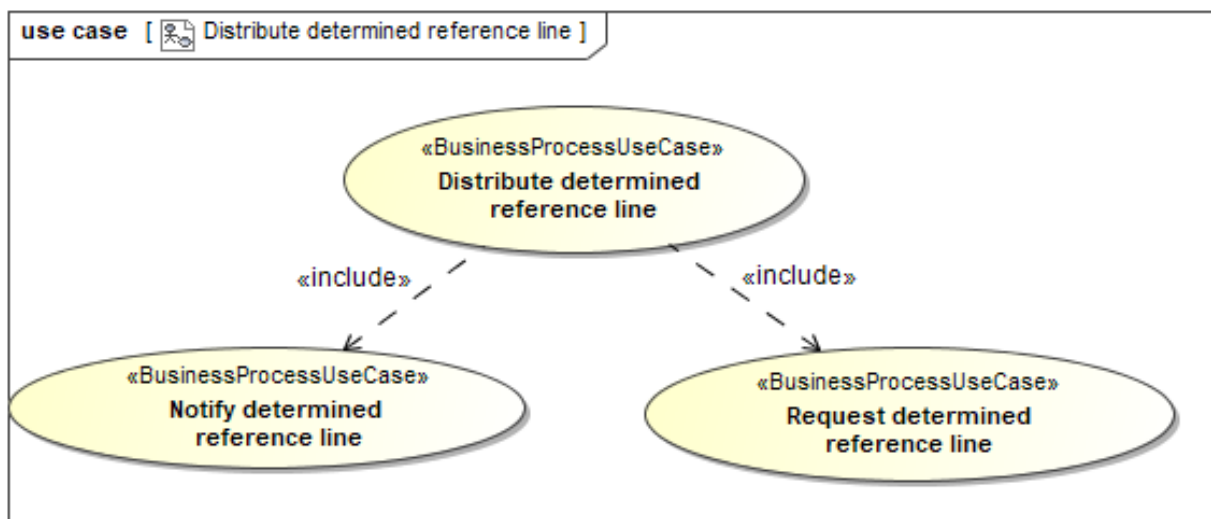 use case [ Distribute determined reference line ]
«BusinessProcessUseCase»
Distribute determined
reference line
«include»
«include»
«BusinessProcessUseCase»
Notify determined
reference line
«BusinessProcessUseCase»
Request determined
reference line